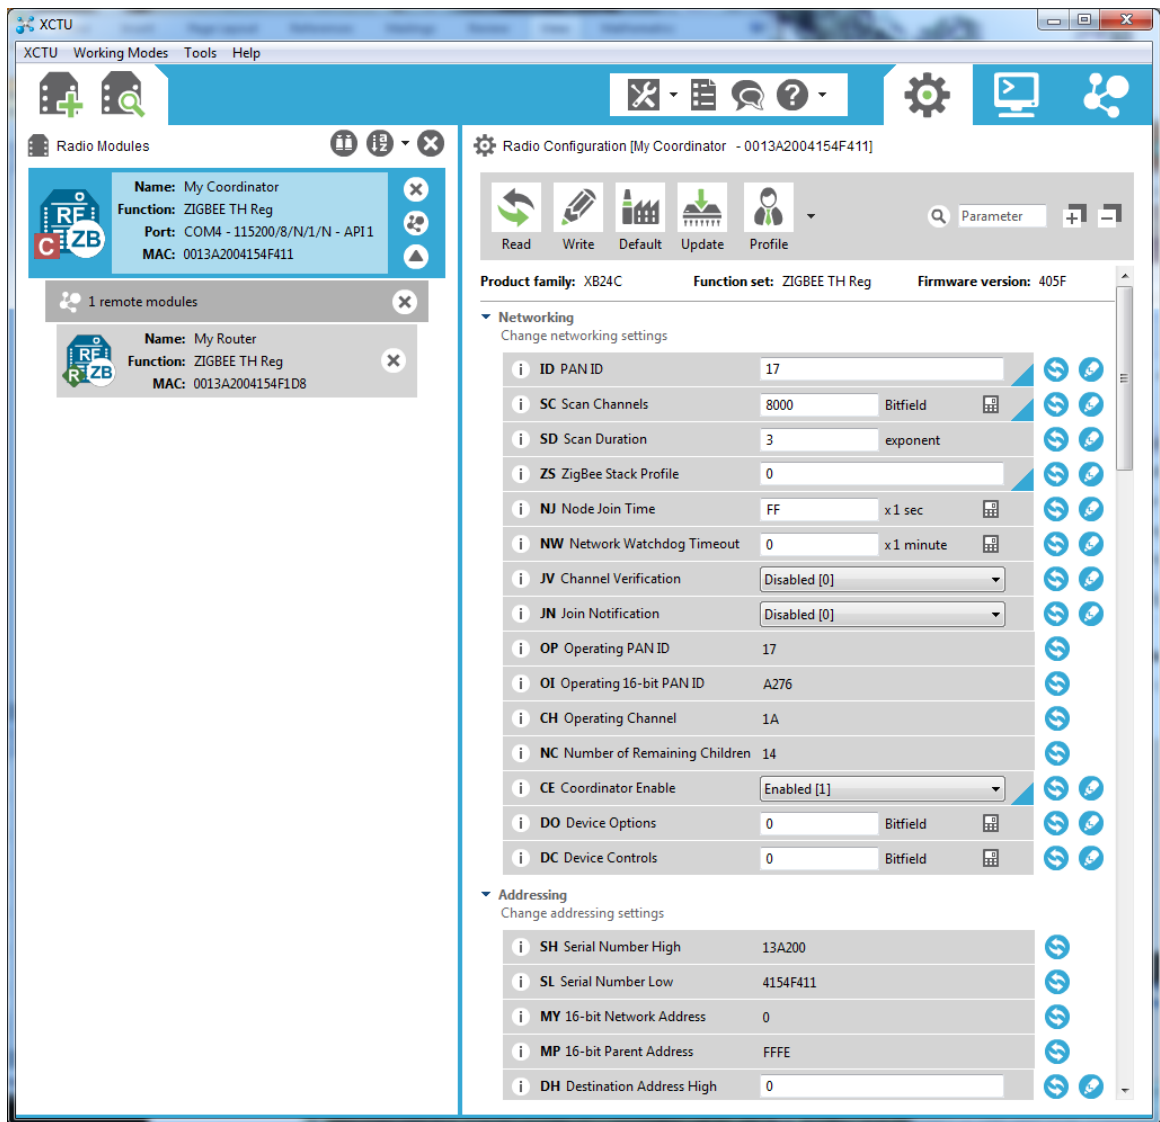 XCTU
XCTU Working Modes Tools Help
Radio Modules
Name: My Coordinator
Function: ZIGBEE TH Reg
Port: COM4 - 115200/8/N/1/N - API 1
MAC: 0013A2004154F411
RF
C ZB
1 remote modules
Name: My Router
Function: ZIGBEE TH Reg
MAC: 0013A2004154F1D8
RF
R ZB
Radio Configuration [My Coordinator - 0013A2004154F411]
Read Write Default Update Profile
Parameter
Product family: XB24C Function set: ZIGBEE TH Reg Firmware version: 405F
Networking
Change networking settings
i ID PAN ID 17
i SC Scan Channels 8000 Bitfield
i SD Scan Duration 3 exponent
i ZS ZigBee Stack Profile 0
i NJ Node Join Time FF x 1 sec
i NW Network Watchdog Timeout 0 x 1 minute
i JV Channel Verification Disabled [0]
i JN Join Notification Disabled [0]
i OP Operating PAN ID 17
i OI Operating 16-bit PAN ID A276
i CH Operating Channel 1A
i NC Number of Remaining Children 14
i CE Coordinator Enable Enabled [1]
i DO Device Options 0 Bitfield
i DC Device Controls 0 Bitfield
Addressing
Change addressing settings
i SH Serial Number High 13A200
i SL Serial Number Low 4154F411
i MY 16-bit Network Address 0
i MP 16-bit Parent Address FFFE
i DH Destination Address High 0